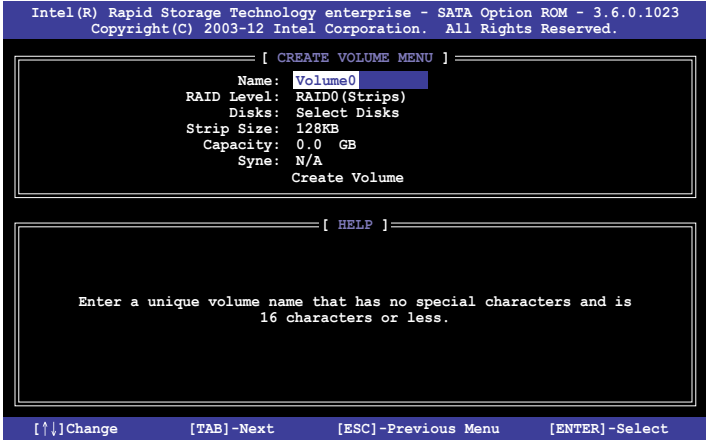 Intel(R) Rapid Storage Technology enterprise - SATA Option ROM - 3.6.0.1023
Copyright(C) 2003-12 Intel Corporation. All Rights Reserved.
[ CREATE VOLUME MENU ]
Name: Volume0
RAID Level: RAID0(Strips)
Disks: Select Disks
Strip Size: 128KB
Capacity: 0.0 GB
Syne: N/A
Create Volume
[ HELP ]
Enter a unique volume name that has no special characters and is
16 characters or less.
[↑↓]Change [TAB]-Next [ESC]-Previous Menu [ENTER]-Select